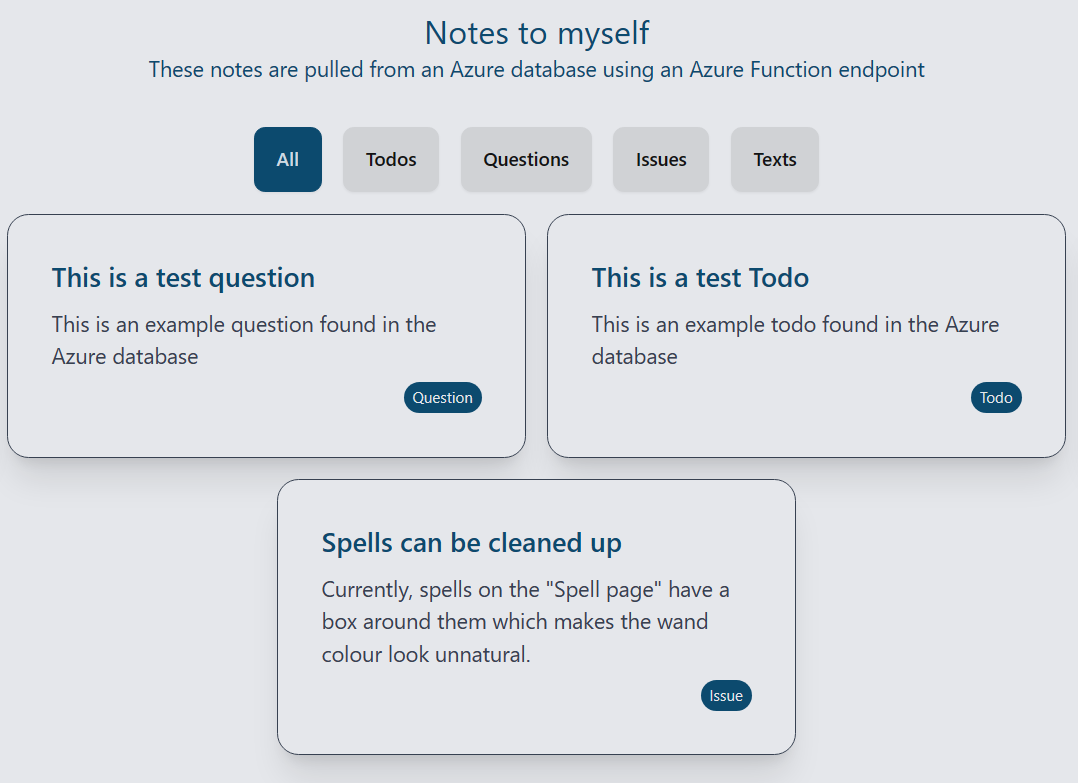 Notes to myself
These notes are pulled from an Azure database using an Azure Function endpoint
All Todos Questions Issues Texts
This is a test question
This is an example question found in the
Azure database
Question
This is a test Todo
This is an example todo found in the Azure
database
Todo
Spells can be cleaned up
Currently, spells on the "Spell page" have a
box around them which makes the wand
colour look unnatural.
Issue